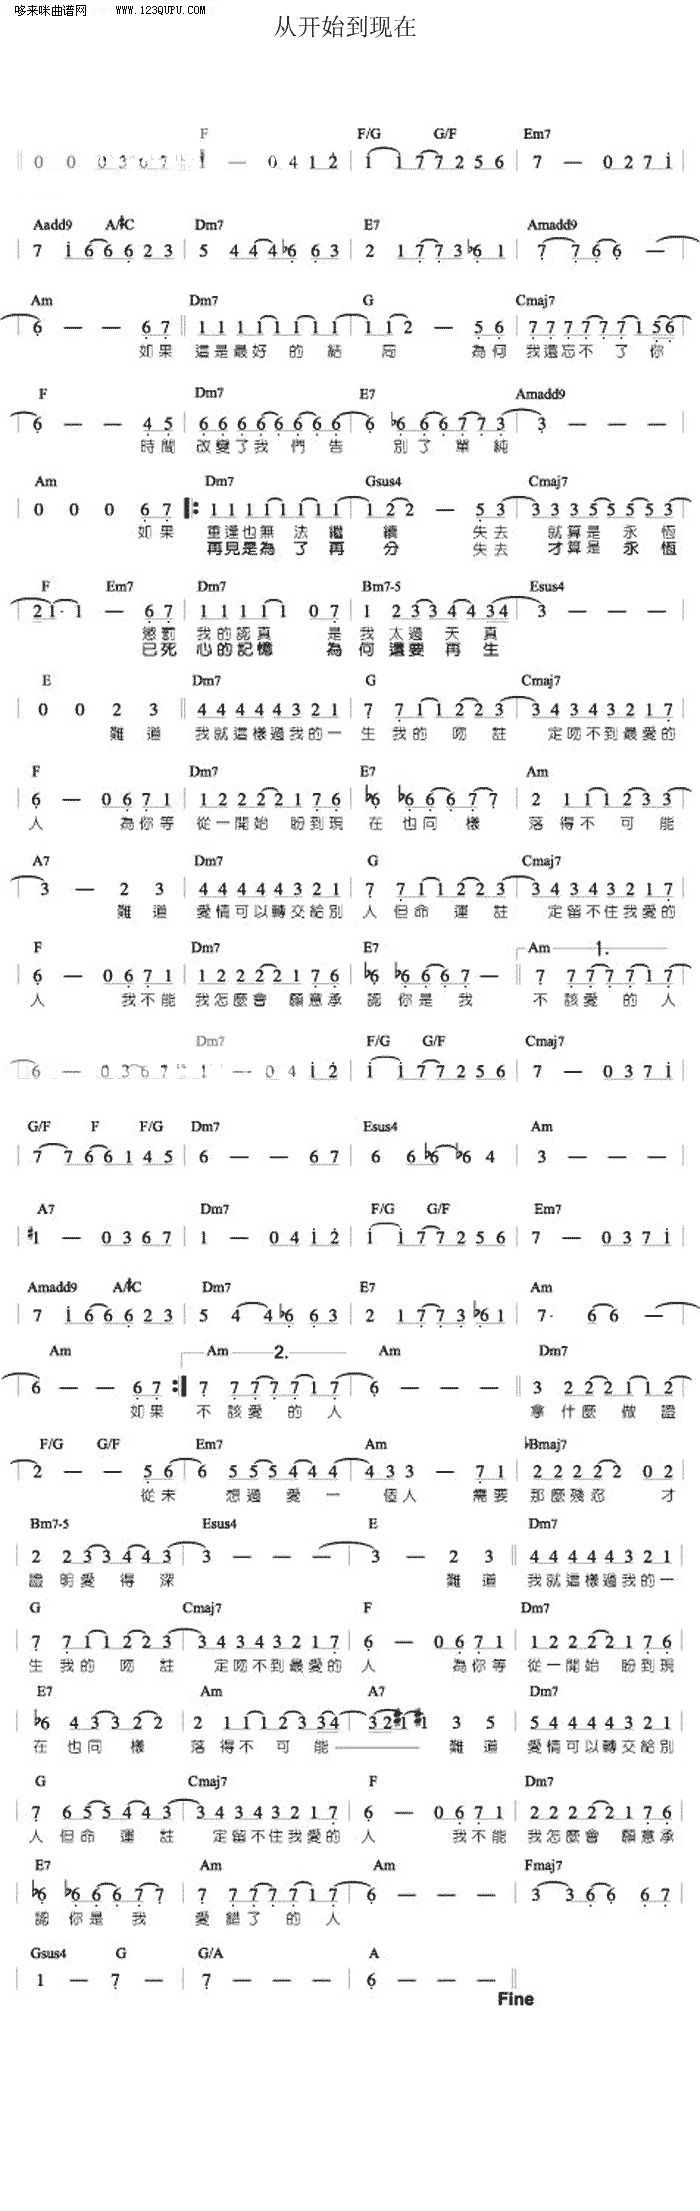 哆来咪曲谱网 www.123QUPU.com
从开始到现在
F F/G G/F Em7
0 0 0 3 6 7 1 — 0 4 1 2 1 1 7 7 2 5 6 7 — 0 2 7 1
Aadd9 A/#C Dm7 E7 Amadd9
7 1 6 6 6 2 3 5 4 4 4 b6 6 3 2 1 7 7 3 b6 1 7 7 6 6 —
Am Dm7 G Cmaj7
6 — — 6 7 1 1 1 1 1 1 1 1 1 1 2 — 5 6 7 7 7 7 7 7 1 5 6
如果 這是最好的結局 為何 我還忘不了你
F Dm7 E7 Amadd9
6 — — 4 5 6 6 6 6 6 6 6 6 6 b6 6 6 7 7 3 3 — — —
時間 改變了我們告 別了單純
Am Dm7 Gsus4 Cmaj7
0 0 0 6 7 1 1 1 1 1 1 1 1 2 2 — 5 3 3 3 3 5 5 5 5 3
如果 重逢也無法繼續 失去 就算是永恆
再見是為了再分 失去 才算是永恆
F Em7 Dm7 Bm7-5 Esus4
2 1· 1 — 6 7 1 1 1 1 1 0 7 1 2 3 3 4 4 3 4 3 — — —
懲罰 我的認真 是我太過天真
已死 心的記憶 為何還要再生
E Dm7 G Cmaj7
0 0 2 3 4 4 4 4 4 3 2 1 7 7 1 1 2 2 3 3 4 3 4 3 2 1 7
難道 我就這樣過我的一 生我的吻註 定吻不到最愛的
F Dm7 E7 Am
6 — 0 6 7 1 1 2 2 2 2 1 7 6 b6 b6 6 6 7 7 2 1 1 1 2 3 3
人 為你等 從一開始盼到現 在也同樣 落得不可能
A7 Dm7 G Cmaj7
3 — 2 3 4 4 4 4 4 3 2 1 7 7 1 1 2 2 3 3 4 3 4 3 2 1 7
難道 愛情可以轉交給別 人但命運註 定留不住我愛的
F Dm7 E7 Am 1.
6 — 0 6 7 1 1 2 2 2 2 1 7 6 b6 b6 6 6 7 — 7 7 7 7 7 1 7
人 我不能 我怎麼會願意承 認你是我 不該愛的人
Dm7 F/G G/F Cmaj7
6 — 0 3 6 7 1 — 0 4 1 2 1 1 7 7 2 5 6 7 — 0 3 7 1
G/F F F/G Dm7 Esus4 Am
7 7 6 6 1 4 5 6 — — 6 7 6 6 b6 b6 4 3 — — —
A7 Dm7 F/G G/F Em7
#1 — 0 3 6 7 1 — 0 4 1 2 1 1 7 7 2 5 6 7 — 0 3 7 1
Amadd9 A/#C Dm7 E7 Am
7 1 6 6 6 2 3 5 4 4 b6 6 3 2 1 7 7 3 b6 1 7· 6 6 —
Am Am 2. Am Dm7
6 — — 6 7 7 7 7 7 7 1 7 6 — — — 3 2 2 2 1 1 2
如果 不該愛的人 拿什麼做證
F/G G/F Em7 Am bBmaj7
2 — — 5 6 6 5 5 5 4 4 4 4 3 3 — 7 1 2 2 2 2 2 0 2
從未 想過愛一 個人 需要 那麼殘忍 才
Bm7-5 Esus4 E Dm7
2 2 3 3 4 4 3 3 — — — 3 — 2 3 4 4 4 4 4 3 2 1
證明愛得深 難道 我就這樣過我的一
G Cmaj7 F Dm7
7 7 1 1 2 2 3 3 4 3 4 3 2 1 7 6 — 0 6 7 1 1 2 2 2 2 1 7 6
生我的吻註 定吻不到最愛的 人 為你等 從一開始盼到現
E7 Am A7 Dm7
b6 4 3 3 2 2 2 1 1 1 2 3 3 4 3 2 #1 #1 3 5 5 4 4 4 4 3 2 1
在也同樣 落得不可能 難道 愛情可以轉交給別
G Cmaj7 F Dm7
7 6 5 5 4 4 3 3 4 3 4 3 2 1 7 6 — 0 6 7 1 2 2 2 2 2 1 7 6
人但命運註 定留不住我愛的 人 我不能 我怎麼會願意承
E7 Am Am Fmaj7
b6 b6 6 6 7 7 7 7 7 7 7 1 7 6 — — — 3 3 6 6 6 7
認你是我 愛錯了的人
Gsus4 G G/A A
1 — 7 — 7 — — — 6 — — —
Fine